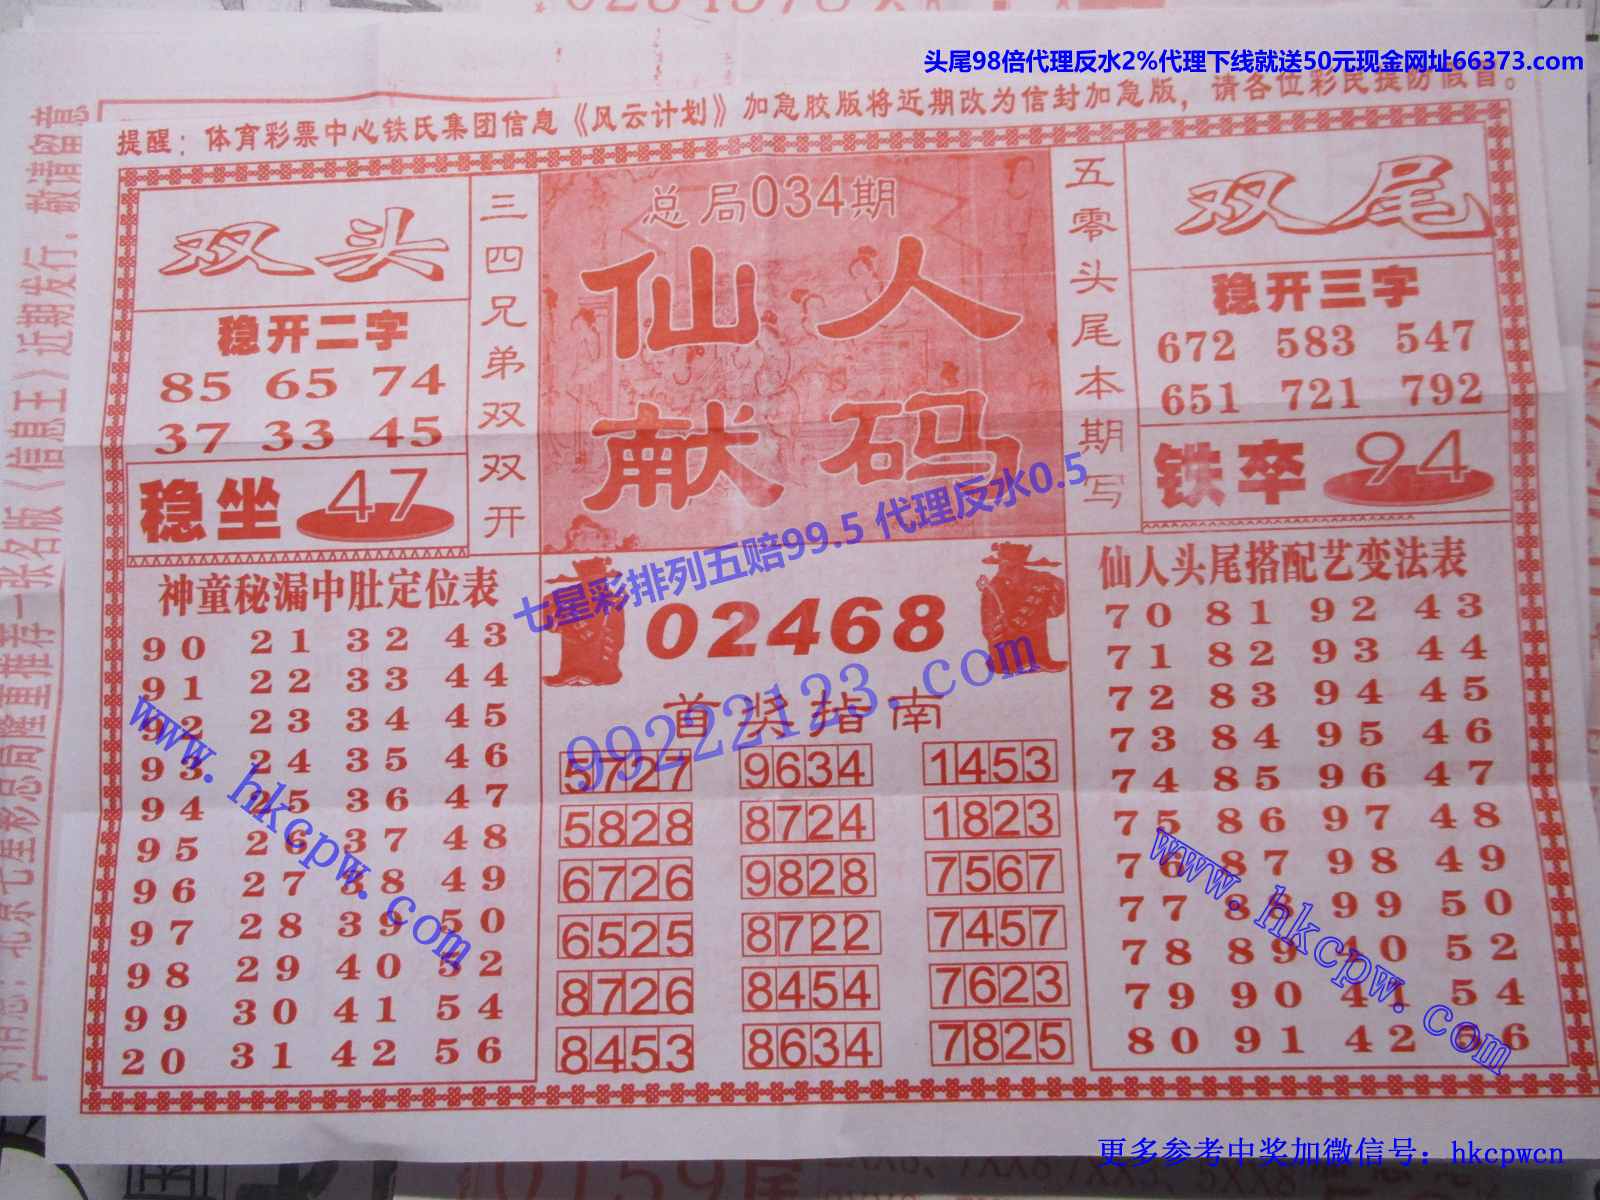 头尾98倍代理反水2%代理下线就送50元现金网址66373.com
提醒：体育彩票中心铁氏集团信息《风云计划》加急胶版将近期改为信封加急版，请各位彩民提防假冒。
双头
稳开二字
85 65 74
37 33 45
稳坐 47
三四兄弟双双开
总局034期
仙人
献码
五零头尾本期写
双尾
稳开三字
672 583 547
651 721 792
铁卒 94
七星彩排列五赔99.5 代理反水0.5
99222123.com
神童秘漏中肚定位表
90 21 32 43
91 22 33 44
92 23 34 45
93 24 35 46
94 25 36 47
95 26 37 48
96 27 38 49
97 28 39 50
98 29 40 52
99 30 41 54
20 31 42 56
www.hkcpw.com
02468
首奖指南
5727 9634 1453
5828 8724 1823
6726 9828 7567
6525 8722 7457
8726 8454 7623
8453 8634 7825
仙人头尾搭配艺变法表
70 81 92 43
71 82 93 44
72 83 94 45
73 84 95 46
74 85 96 47
75 86 97 48
76 87 98 49
77 88 99 50
78 89 40 52
79 90 41 54
80 91 42 56
www.hkcpw.com
更多参考中奖加微信号：hkcpwcn